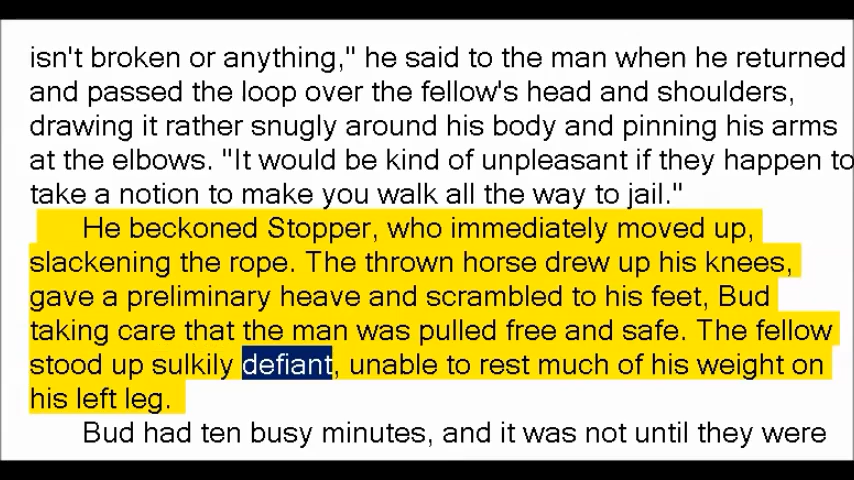 isn't broken or anything," he said to the man when he returned
and passed the loop over the fellow's head and shoulders,
drawing it rather snugly around his body and pinning his arms
at the elbows. "It would be kind of unpleasant if they happen to
take a notion to make you walk all the way to jail."
He beckoned Stopper, who immediately moved up,
slackening the rope. The thrown horse drew up his knees,
gave a preliminary heave and scrambled to his feet, Bud
taking care that the man was pulled free and safe. The fellow
stood up sulkily defiant, unable to rest much of his weight on
his left leg.
Bud had ten busy minutes, and it was not until they were